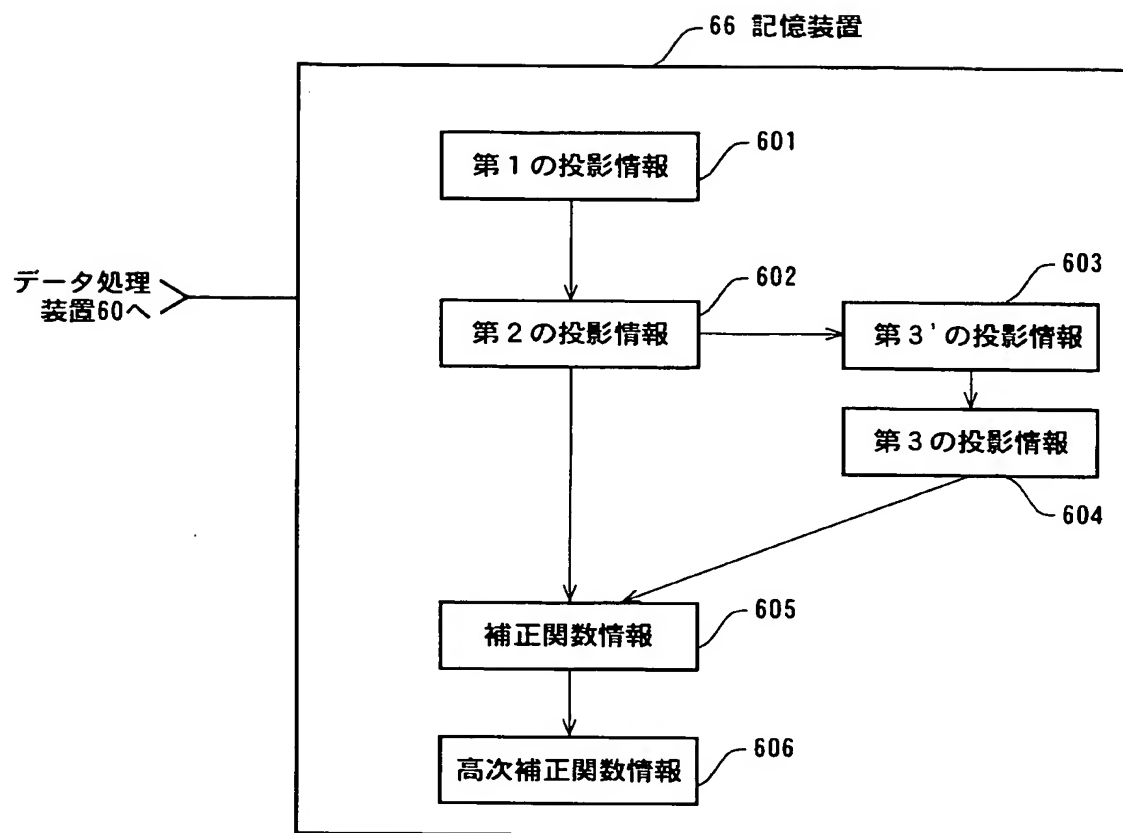 66 記憶装置
第1の投影情報
601
データ処理
装置60へ
第2の投影情報
602
第3'の投影情報
603
第3の投影情報
604
補正関数情報
605
高次補正関数情報
606